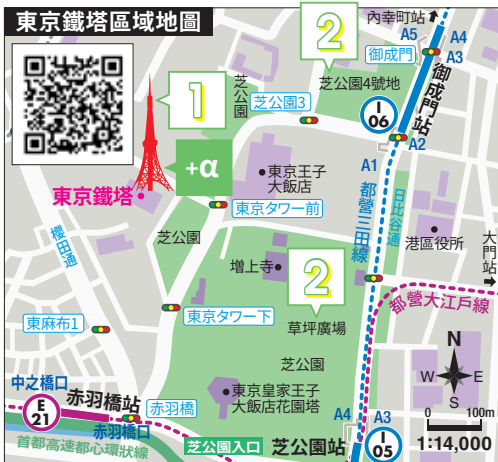 東京鐵塔區域地圖
內幸町站
A5
A4
A3
御成門
御成門站
2
芝公園4號地
芝公園
1
芝公園3
I
06
A2
+α
A1
東京王子
大飯店
東京鐵塔
東京タワー前
都營三田線
日比谷通
港區役所
大門站
櫻田通
芝公園
增上寺
2
都營大江戶線
東麻布1
東京タワー下
草坪廣場
N
W
E
S
芝公園
中之橋口
E
21
赤羽橋站
赤羽橋
東京皇家王子
大飯店花園塔
0
100m
1:14,000
赤羽橋口
A4
A3
首都高速都心環狀線
芝公園入口
芝公園站
I
05